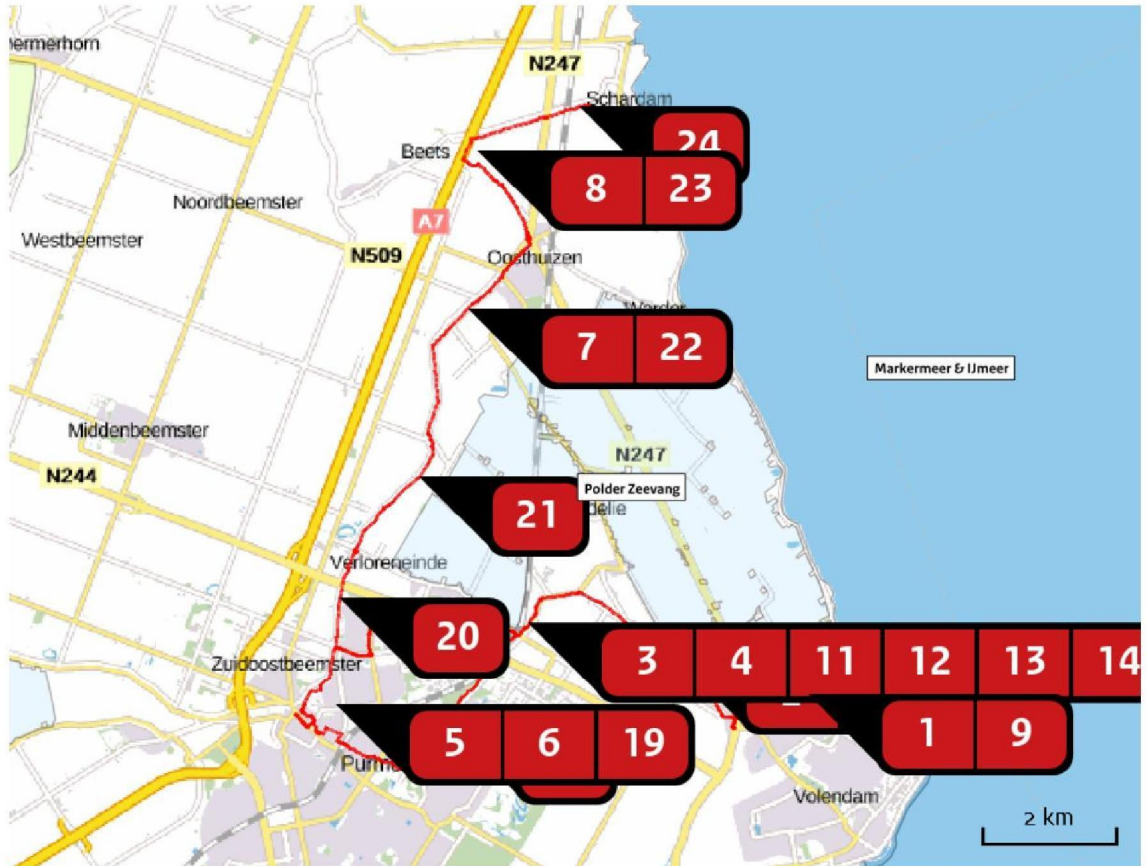 ermerhorn
N247
Schardam
24
Beets
8 23
Noordbeemster
A7
Westbeemster
N509
Oosthuizen
7 22
Markermeer & IJmeer
Middenbeemster
N247
N244
Polder Zeevang
delie
21
Verloreneinde
20
Zuidoostbeemster
3 4 11 12 13 14
1 9
5 6 19
Purme
Volendam
2 km